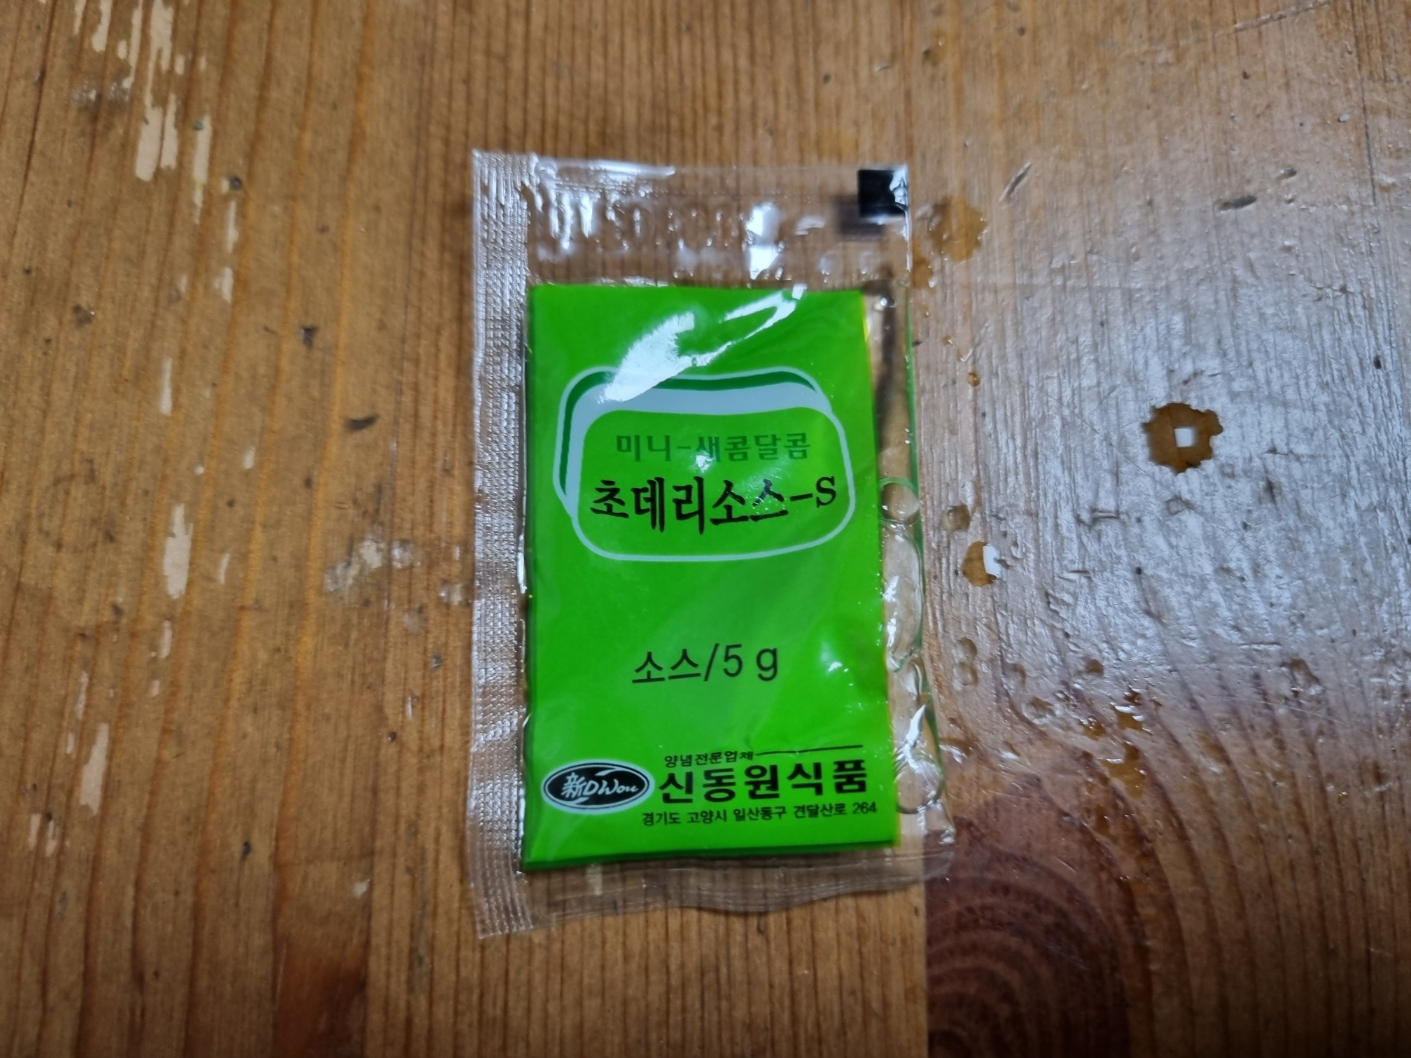 미니-새콤달콤
초데리소스-S
소스/5 g
양념전문업체
新DWon 신동원식품
경기도 고양시 일산동구 견달산로 264